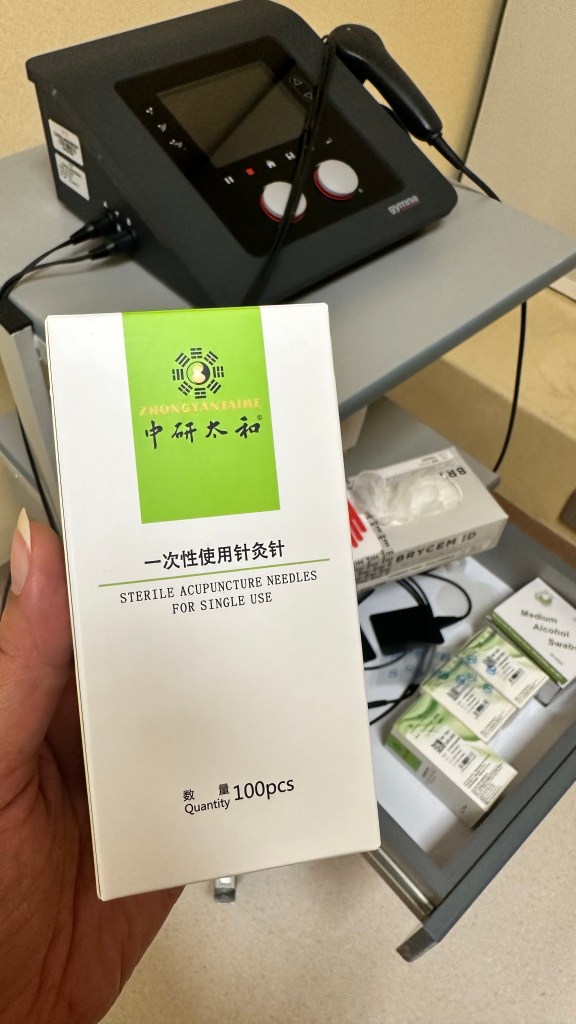 gymna
ZHONGYANTAIHE
中研太和®
一次性使用针灸针
STERILE ACUPUNCTURE NEEDLES
FOR SINGLE USE
数 量
Quantity 100pcs
BRYCEM ID
Medium
Alcohol
Swabs